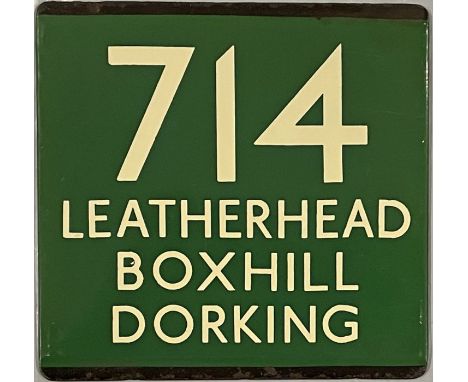 714
LEATHERHEAD
BOXHILL
DORKING